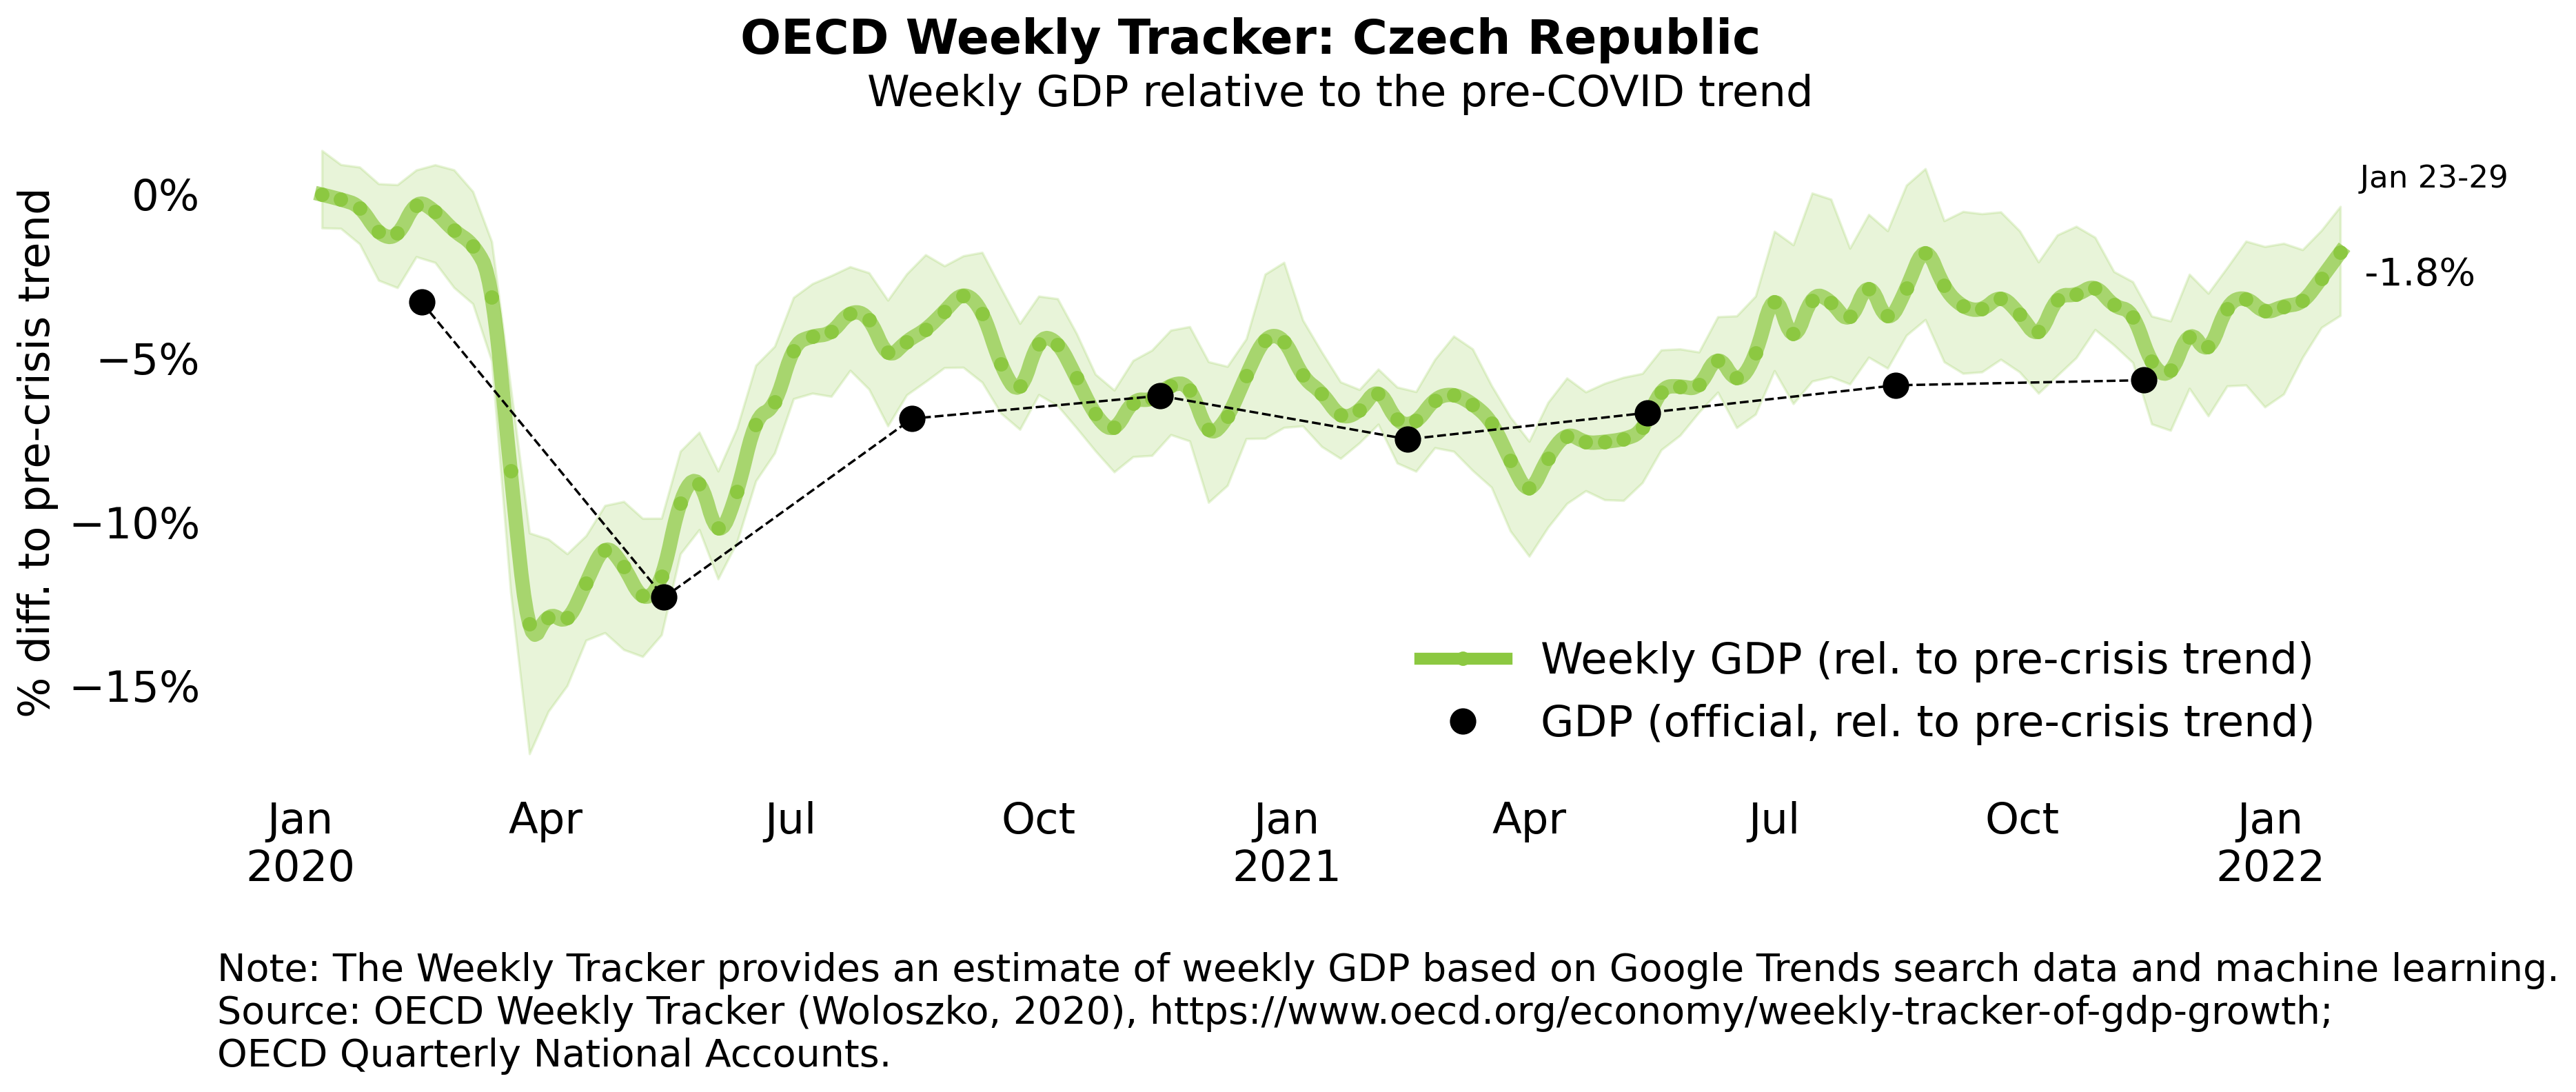 OECD Weekly Tracker: Czech Republic
Weekly GDP relative to the pre-COVID trend
% diff. to pre-crisis trend
0%
−5%
−10%
−15%
Jan 23-29
-1.8%
Weekly GDP (rel. to pre-crisis trend)
GDP (official, rel. to pre-crisis trend)
Jan Apr Jul Oct Jan Apr Jul Oct Jan
2020 2021 2022
Note: The Weekly Tracker provides an estimate of weekly GDP based on Google Trends search data and machine learning.
Source: OECD Weekly Tracker (Woloszko, 2020), https://www.oecd.org/economy/weekly-tracker-of-gdp-growth;
OECD Quarterly National Accounts.